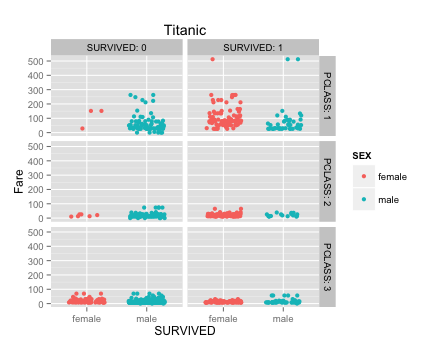 Titanic
SURVIVED: 0
SURVIVED: 1
500
400
300
200
100
0
PCLASS: 1
500
400
300
200
100
0
PCLASS: 2
500
400
300
200
100
0
PCLASS: 3
Fare
female
male
female
male
SURVIVED
SEX
female
male